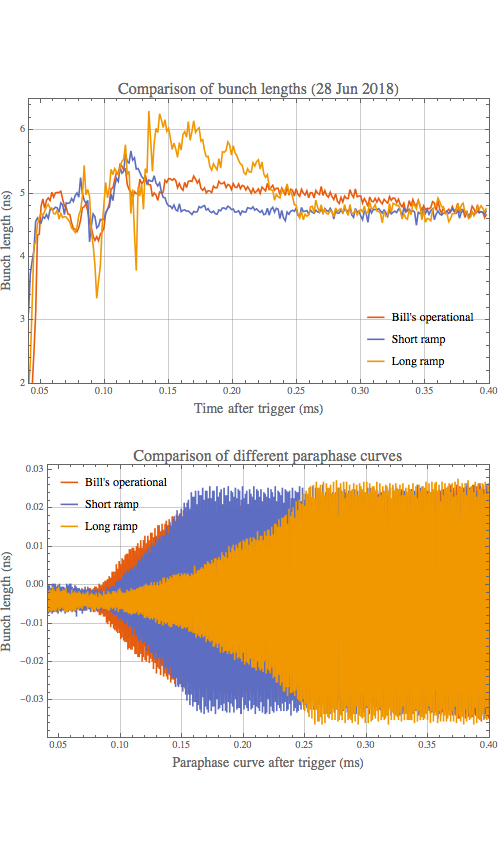 Comparison of bunch lengths (28 Jun 2018)
6
5
4
3
2
Bunch length (ns)
Bill's operational
Short ramp
Long ramp
0.05 0.10 0.15 0.20 0.25 0.30 0.35 0.40
Time after trigger (ms)
Comparison of different paraphase curves
0.03
0.02
0.01
0.00
−0.01
−0.02
−0.03
Bunch length (ns)
Bill's operational
Short ramp
Long ramp
0.05 0.10 0.15 0.20 0.25 0.30 0.35 0.40
Paraphase curve after trigger (ms)